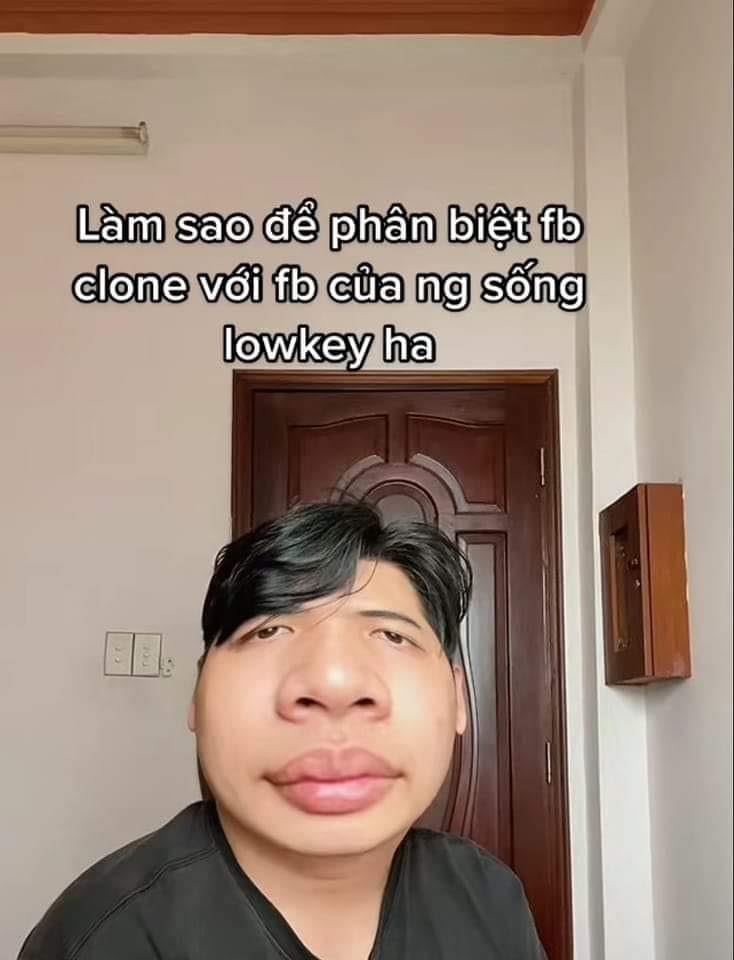 Làm sao để phân biệt fb
clone với fb của ng sống
lowkey ha